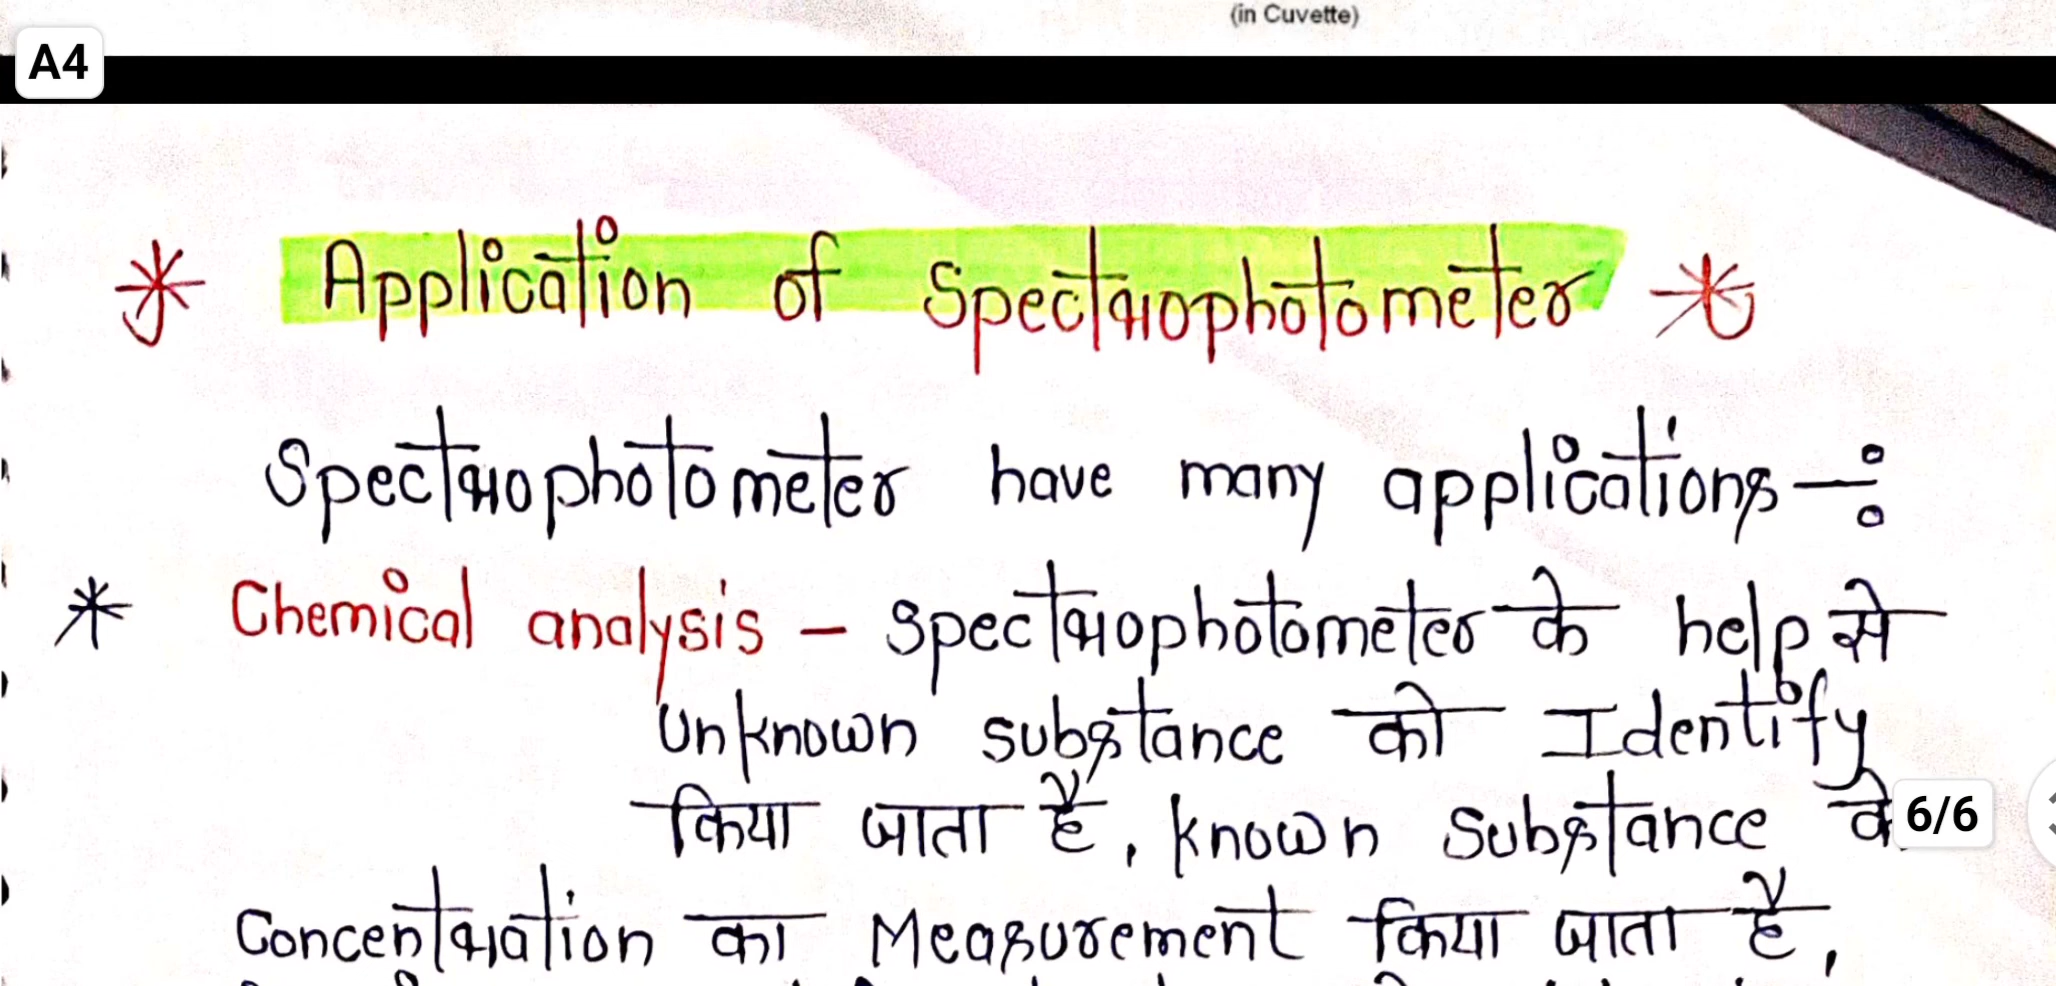 (in Cuvette)
A4
* Application of Spectrophotometer *
Spectrophotometer have many applications ÷
* Chemical analysis - Spectrophotometer के help से
Unknown substance को Identify
किया जाता है, known substance के
6/6
Concentration का Measurement किया जाता है,